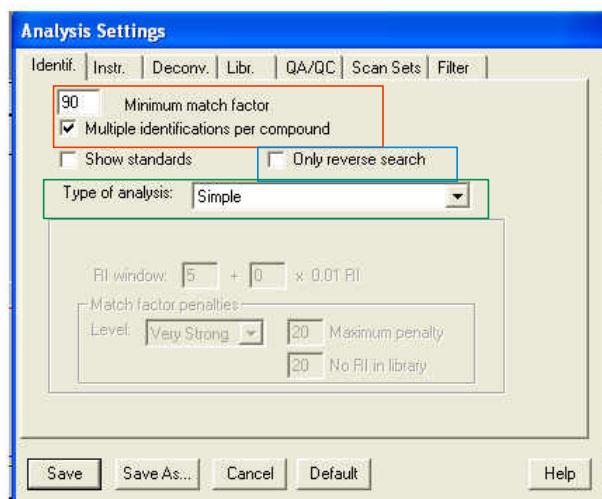 Analysis Settings
Identif. Instr. Deconv. Libr. QA/QC Scan Sets Filter
90 Minimum match factor
Multiple identifications per compound
Show standards Only reverse search
Type of analysis: Simple
RI window: 5 + 0 x 0.01 RI
Match factor penalties
Level: Very Strong 20 Maximum penalty
20 No RI in library
Save Save As... Cancel Default Help